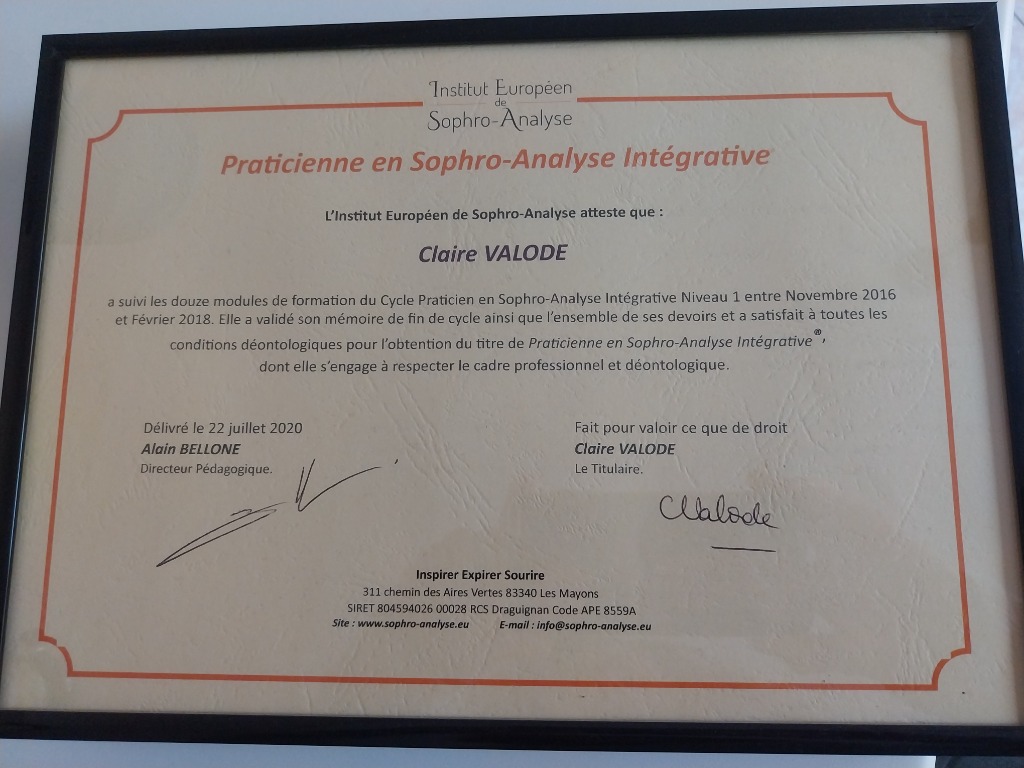 Institut Européen
de
Sophro-Analyse
Praticienne en Sophro-Analyse Intégrative
L'Institut Européen de Sophro-Analyse atteste que :
Claire VALODE
a suivi les douze modules de formation du Cycle Praticien en Sophro-Analyse Intégrative Niveau 1 entre Novembre 2016
et Février 2018. Elle a validé son mémoire de fin de cycle ainsi que l'ensemble de ses devoirs et a satisfait à toutes les
conditions déontologiques pour l'obtention du titre de Praticienne en Sophro-Analyse Intégrative®,
dont elle s'engage à respecter le cadre professionnel et déontologique.
Délivré le 22 juillet 2020
Alain BELLONE
Directeur Pédagogique.
Fait pour valoir ce que de droit
Claire VALODE
Le Titulaire.
CValode
Inspirer Expirer Sourire
311 chemin des Aires Vertes 83340 Les Mayons
SIRET 804594026 00028 RCS Draguignan Code APE 8559A
Site : www.sophro-analyse.eu E-mail : info@sophro-analyse.eu